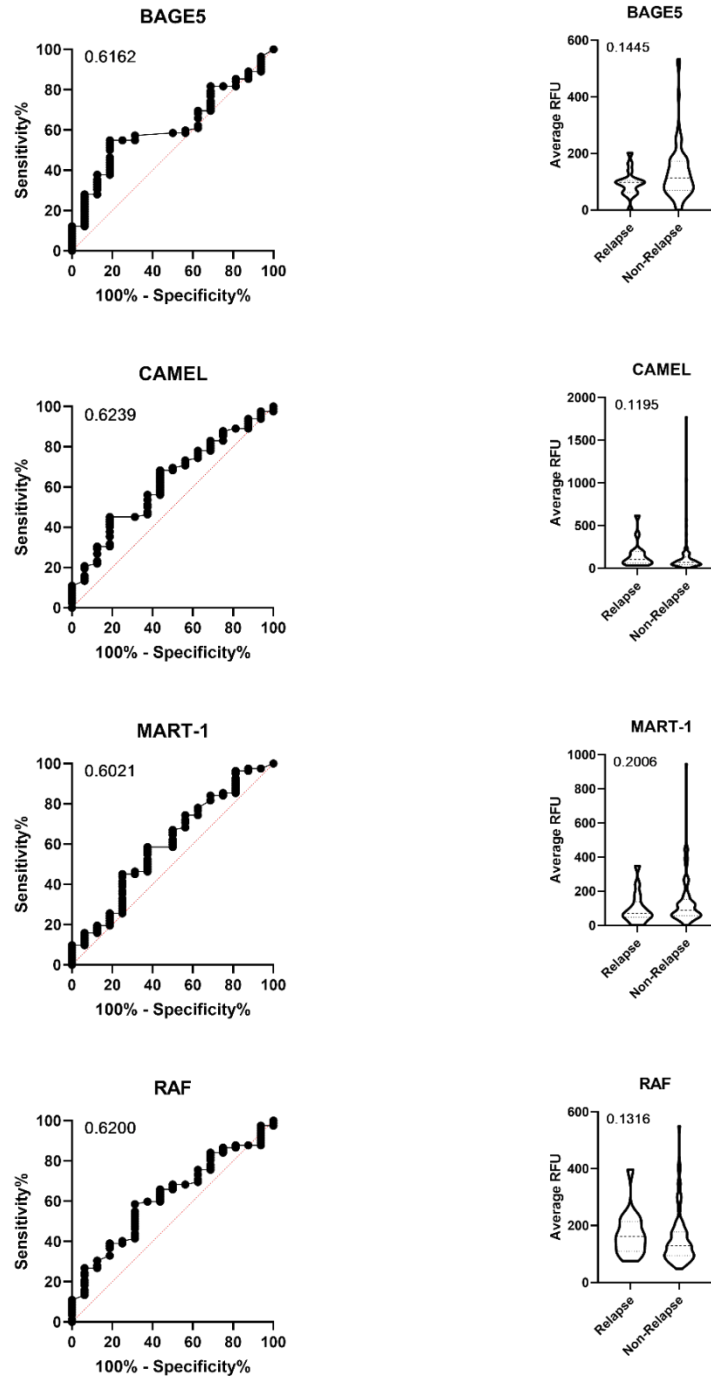 BAGE5
0.6162
100
80
60
40
20
0
Sensitivity%
0 20 40 60 80 100
100% - Specificity%
BAGE5
0.1445
600
400
200
0
Average RFU
Relapse
Non-Relapse
CAMEL
0.6239
100
80
60
40
20
0
Sensitivity%
0 20 40 60 80 100
100% - Specificity%
CAMEL
0.1195
2000
1500
1000
500
0
Average RFU
Relapse
Non-Relapse
MART-1
0.6021
100
80
60
40
20
0
Sensitivity%
0 20 40 60 80 100
100% - Specificity%
MART-1
0.2006
1000
800
600
400
200
0
Average RFU
Relapse
Non-Relapse
RAF
0.6200
100
80
60
40
20
0
Sensitivity%
0 20 40 60 80 100
100% - Specificity%
RAF
0.1316
600
400
200
0
Average RFU
Relapse
Non-Relapse